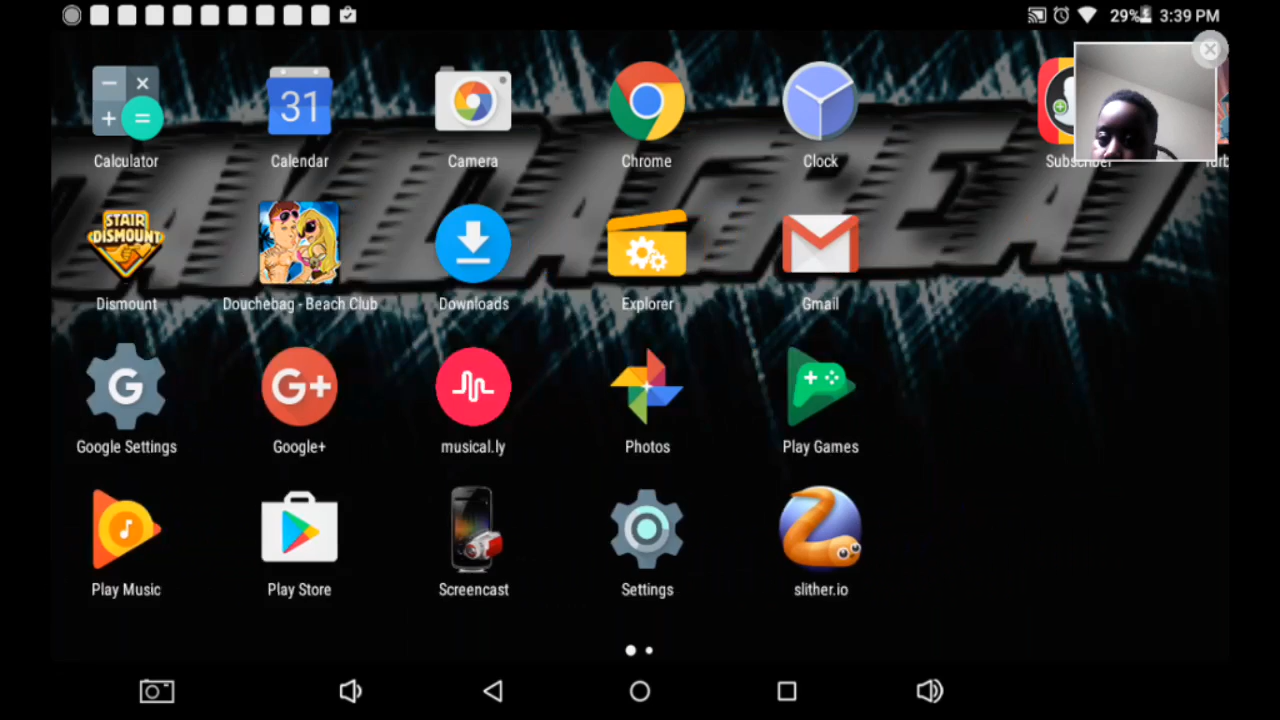 29% 3:39 PM
31
Calculator Calendar Camera Chrome Clock
STAIR
DISMOUNT
Dismount Douchebag - Beach Club Downloads Explorer Gmail
G G+
Google Settings Google+ musical.ly Photos Play Games
Play Music Play Store Screencast Settings slither.io